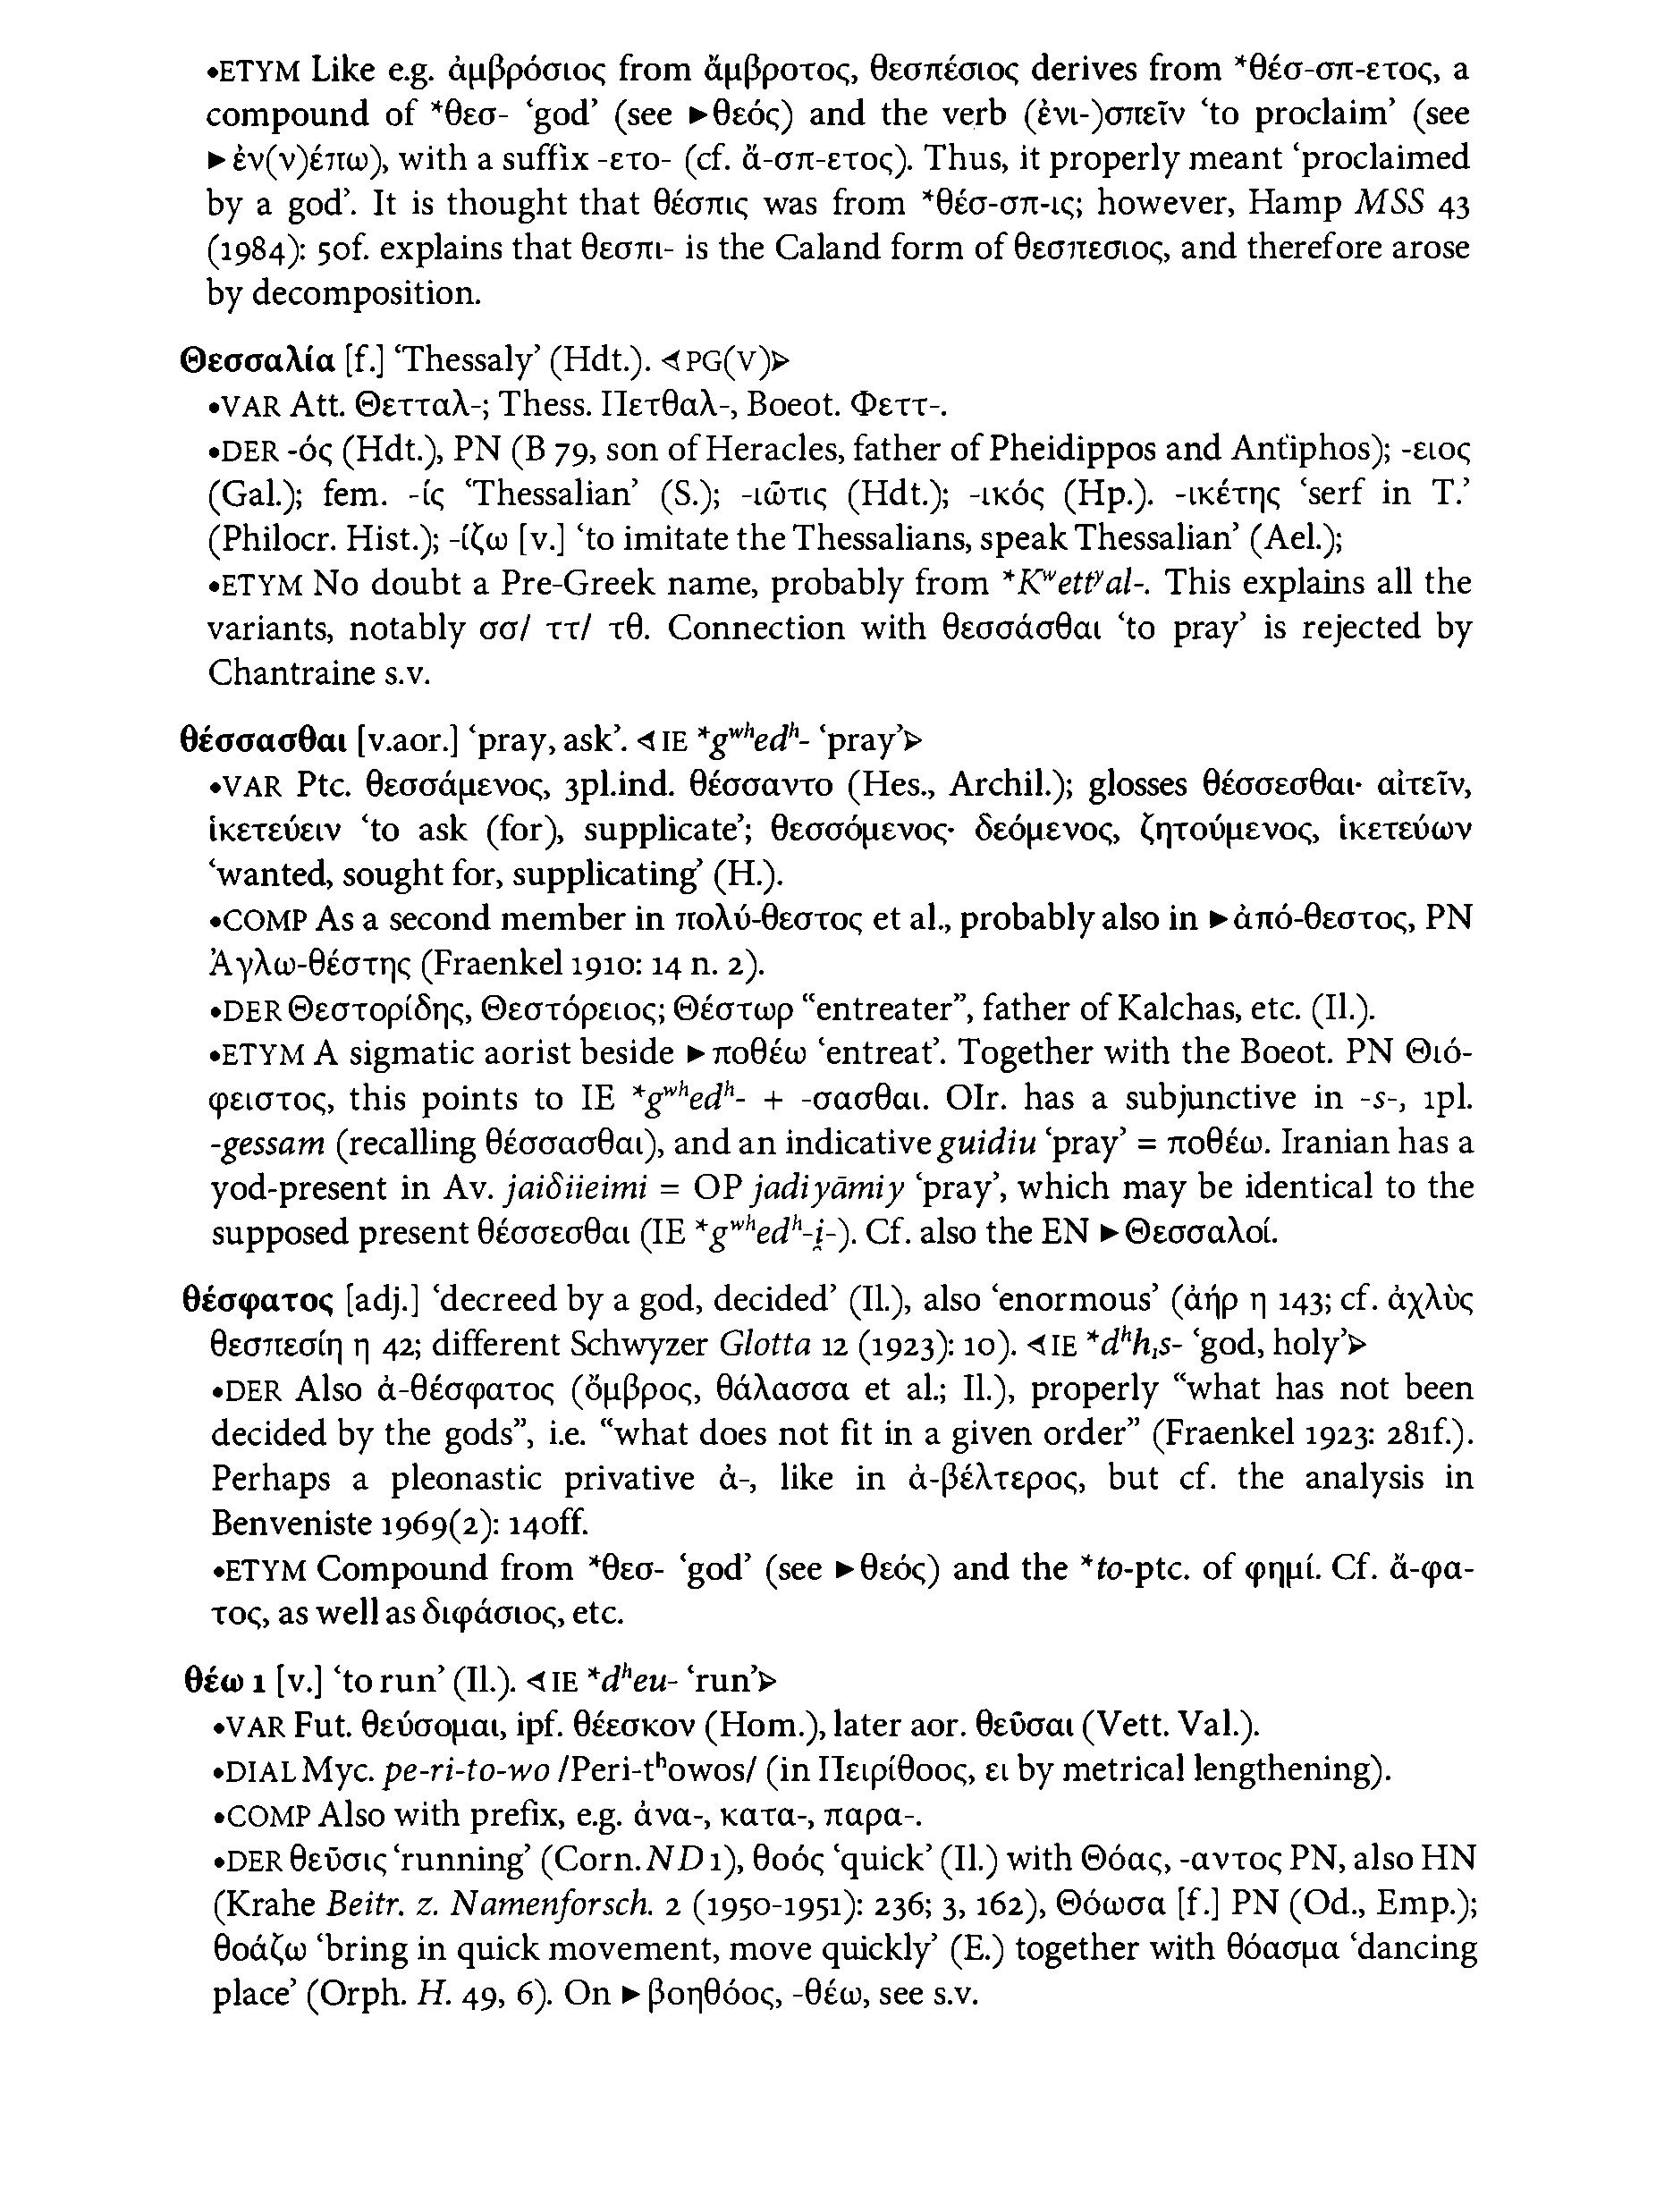 •ETYM Like e.g. ἀμβρόσιος from ἄμβροτος, θεσπέσιος derives from *θέσ-σπ-ετος, a
compound of *θεσ- ‘god’ (see ►θεός) and the verb (ἐνι-)σπεῖν ‘to proclaim’ (see
►ἐν(ν)έπω), with a suffix -ετο- (cf. ἄ-σπ-ετος). Thus, it properly meant ‘proclaimed
by a god’. It is thought that θέσπις was from *θέσ-σπ-ις; however, Hamp MSS 43
(1984): 50f. explains that θεσπι- is the Caland form of θεσπεσιος, and therefore arose
by decomposition.
Θεσσαλία [f.] ‘Thessaly’ (Hdt.). ⊲PG(V)⊳
•VAR Att. Θετταλ-; Thess. Πετθαλ-, Boeot. Φεττ-.
•DER -ός (Hdt.), PN (B 79, son of Heracles, father of Pheidippos and Antiphos); -ειος
(Gal.); fem. -ίς ‘Thessalian’ (S.); -ιῶτις (Hdt.); -ικός (Hp.). -ικέτης ‘serf in T.’
(Philocr. Hist.); -ίζω [v.] ‘to imitate the Thessalians, speak Thessalian’ (Ael.);
•ETYM No doubt a Pre-Greek name, probably from *Kʷettʸal-. This explains all the
variants, notably σσ/ ττ/ τθ. Connection with θεσσάσθαι ‘to pray’ is rejected by
Chantraine s.v.
θέσσασθαι [v.aor.] ‘pray, ask’. ⊲IE *gʷʰedʰ- ‘pray’⊳
•VAR Ptc. θεσσάμενος, 3pl.ind. θέσσαντο (Hes., Archil.); glosses θέσσεσθαι· αἰτεῖν,
ἱκετεύειν ‘to ask (for), supplicate’; θεσσόμενος· δεόμενος, ζητούμενος, ἱκετεύων
‘wanted, sought for, supplicating’ (H.).
•COMP As a second member in πολύ-θεστος et al., probably also in ►ἀπό-θεστος, PN
Ἀγλω-θέστης (Fraenkel 1910: 14 n. 2).
•DER Θεστορίδης, Θεστόρειος; Θέστωρ “entreater”, father of Kalchas, etc. (Il.).
•ETYM A sigmatic aorist beside ►ποθέω ‘entreat’. Together with the Boeot. PN Θιό-
φειστος, this points to IE *gʷʰedʰ- + -σασθαι. OIr. has a subjunctive in -s-, 1pl.
-gessam (recalling θέσσασθαι), and an indicative guidiu ‘pray’ = ποθέω. Iranian has a
yod-present in Av. jaiδiieimi = OP jadiyāmiy ‘pray’, which may be identical to the
supposed present θέσσεσθαι (IE *gʷʰedʰ-i̯-). Cf. also the EN ►Θεσσαλοί.
θέσφατος [adj.] ‘decreed by a god, decided’ (Il.), also ‘enormous’ (ἀήρ η 143; cf. ἀχλὺς
θεσπεσίη η 42; different Schwyzer Glotta 12 (1923): 10). ⊲IE *dʰh₁s- ‘god, holy’⊳
•DER Also ἀ-θέσφατος (ὄμβρος, θάλασσα et al.; Il.), properly “what has not been
decided by the gods”, i.e. “what does not fit in a given order” (Fraenkel 1923: 281f.).
Perhaps a pleonastic privative ἀ-, like in ἀ-βέλτερος, but cf. the analysis in
Benveniste 1969(2): 140ff.
•ETYM Compound from *θεσ- ‘god’ (see ►θεός) and the *to-ptc. of φημί. Cf. ἄ-φα-
τος, as well as διφάσιος, etc.
θέω 1 [v.] ‘to run’ (Il.). ⊲IE *dʰeu- ‘run’⊳
•VAR Fut. θεύσομαι, ipf. θέεσκον (Hom.), later aor. θεῦσαι (Vett. Val.).
•DIAL Myc. pe-ri-to-wo /Peri-tʰowos/ (in Πειρίθοος, ει by metrical lengthening).
•COMP Also with prefix, e.g. ἀνα-, κατα-, παρα-.
•DER θεῦσις ‘running’ (Corn. ND 1), θοός ‘quick’ (Il.) with Θόας, -αντος PN, also HN
(Krahe Beitr. z. Namenforsch. 2 (1950-1951): 236; 3, 162), Θόωσα [f.] PN (Od., Emp.);
θοάζω ‘bring in quick movement, move quickly’ (E.) together with θόασμα ‘dancing
place’ (Orph. H. 49, 6). On ►βοηθόος, -θέω, see s.v.